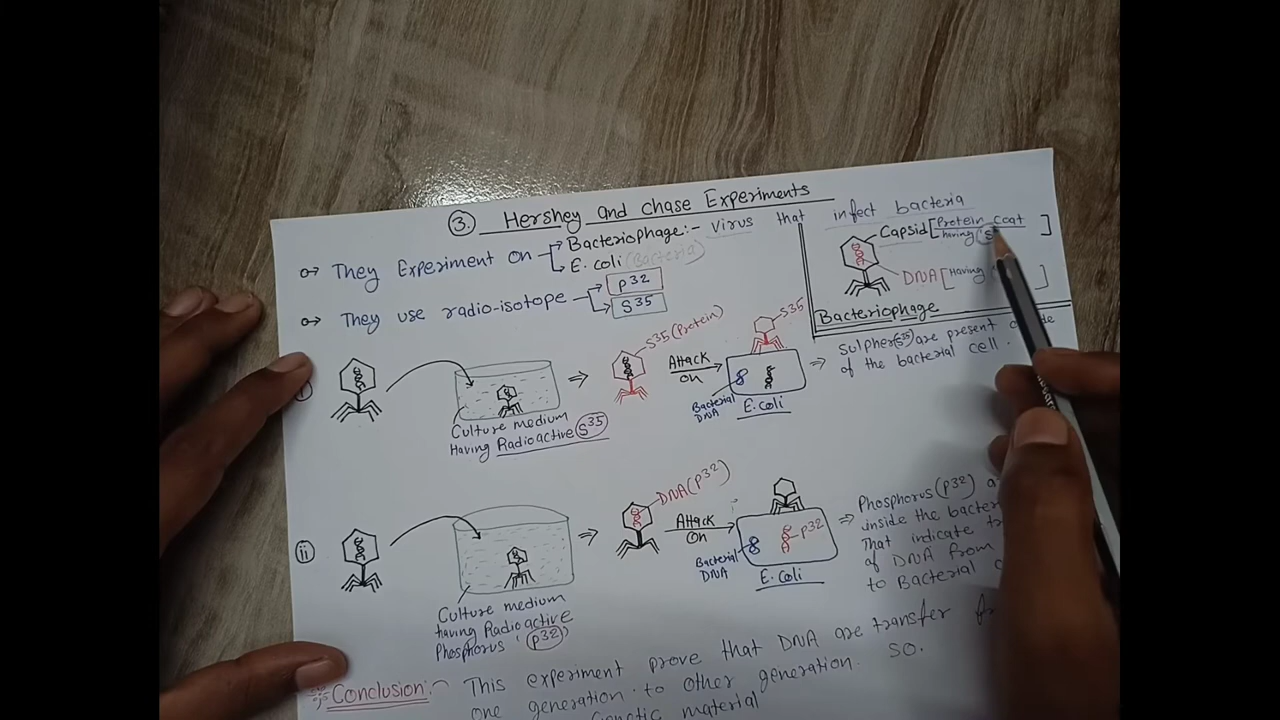 3. Hershey and chase Experiments
They Experiment on
Bacteriophage:- virus that infect bacteria
E.coli (Bacteria)
They use radio-isotope
P32
S35
Capsid [Protein coat
having 'S
]
DNA [Having
]
Bacteriophage
i
Culture medium
Having Radioactive S35
S35 (Protein)
Attack
on
S35
Bacterial
DNA
E.coli
Sulpher(S35) are present
of the bacterial cell.
ii
Culture medium
having Radioactive
Phosphorus 'P32'
DNA(P32)
Attack
on
P32
Bacterial
DNA
E.coli
Phosphorus(P32)
inside the
That indicate
of DNA from
to Bacterial
Conclusion:- This experiment prove that DNA are transfer
one generation to other generation. so.
Genetic material